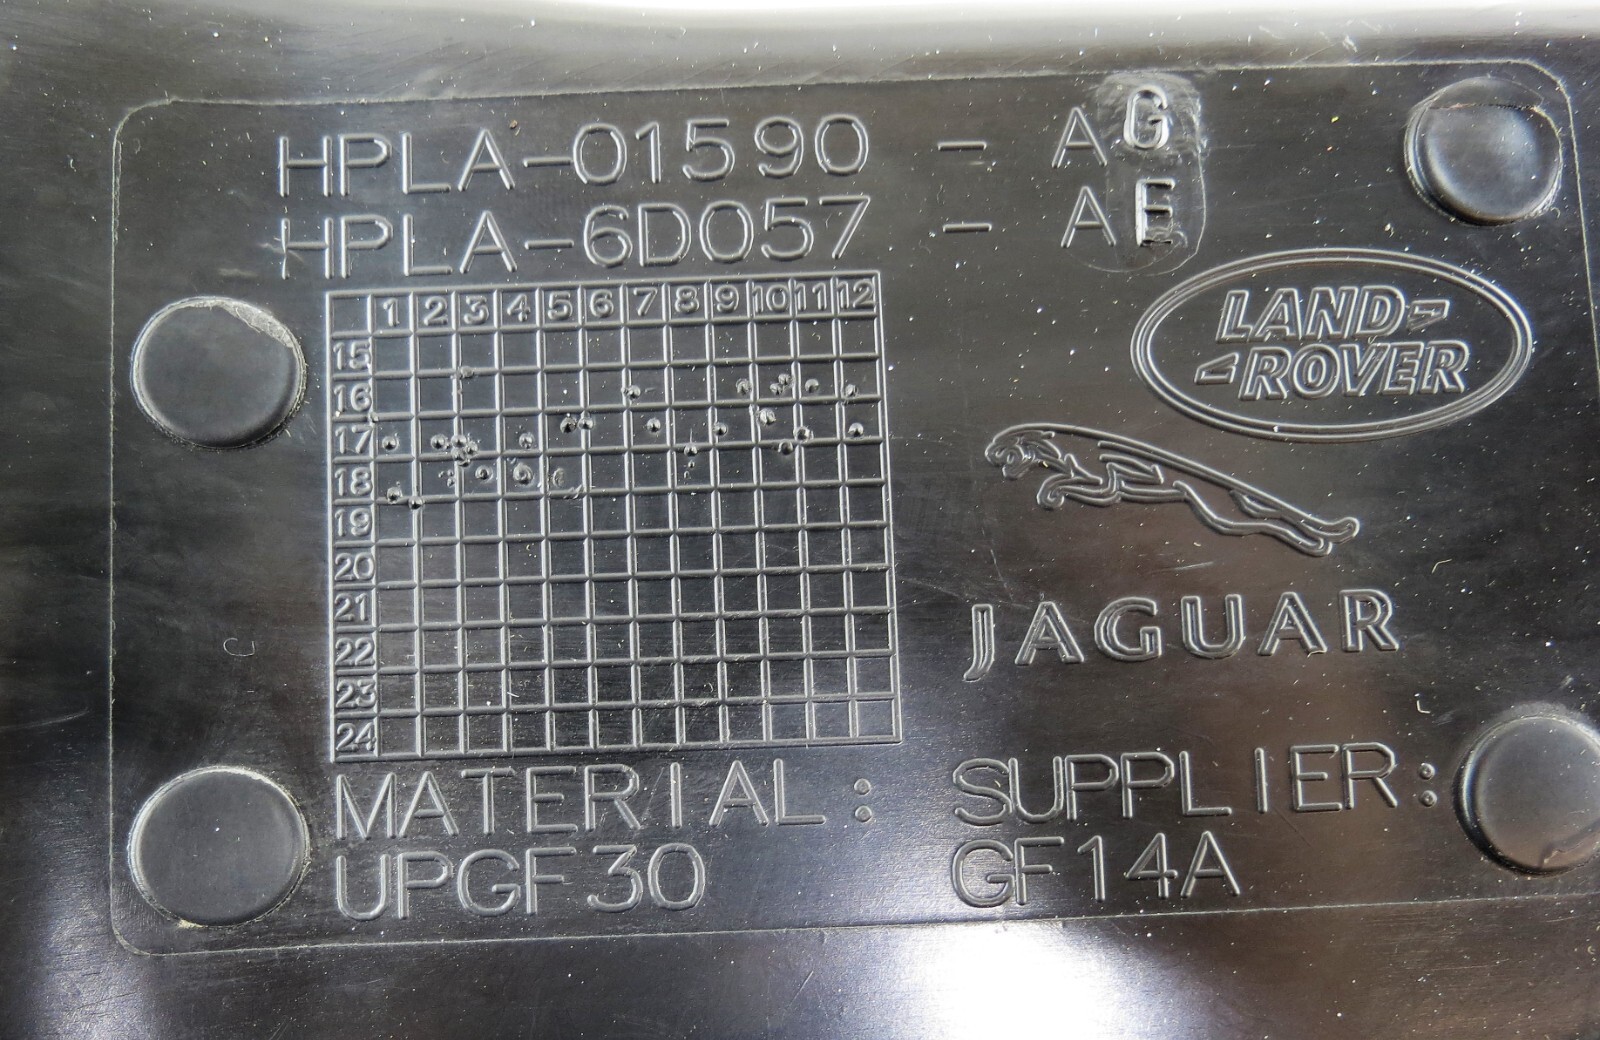 HPLA-01590 - AG
HPLA-6D057 - AE
1 2 3 4 5 6 7 8 9 10 11 12
15
16
17
18
19
20
21
22
23
24
LAND-
-ROVER
JAGUAR
MATERIAL:
UPGF30
SUPPLIER:
GF14A